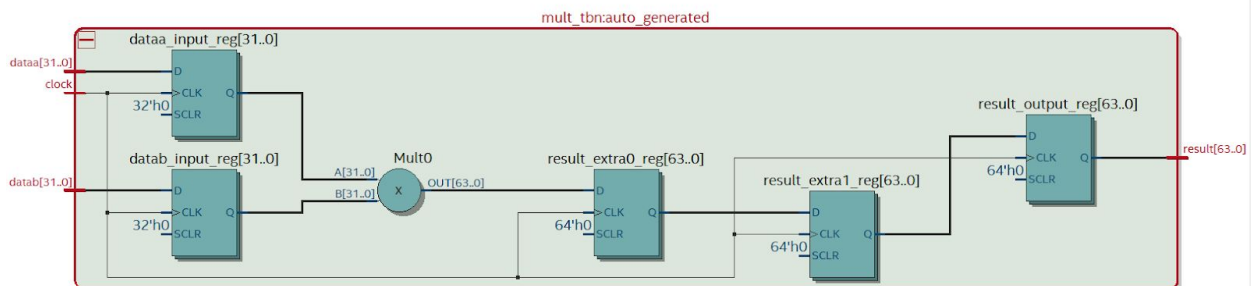 mult_tbn:auto_generated
dataa_input_reg[31..0]
dataa[31..0]
D
clock
>CLK Q
32'h0
SCLR
datab_input_reg[31..0]
datab[31..0]
D
>CLK Q
32'h0
SCLR
Mult0
A[31..0]
B[31..0]
x
OUT[63..0]
result_extra0_reg[63..0]
D
>CLK Q
64'h0
SCLR
result_extra1_reg[63..0]
D
>CLK Q
64'h0
SCLR
result_output_reg[63..0]
D
>CLK Q
64'h0
SCLR
result[63..0]